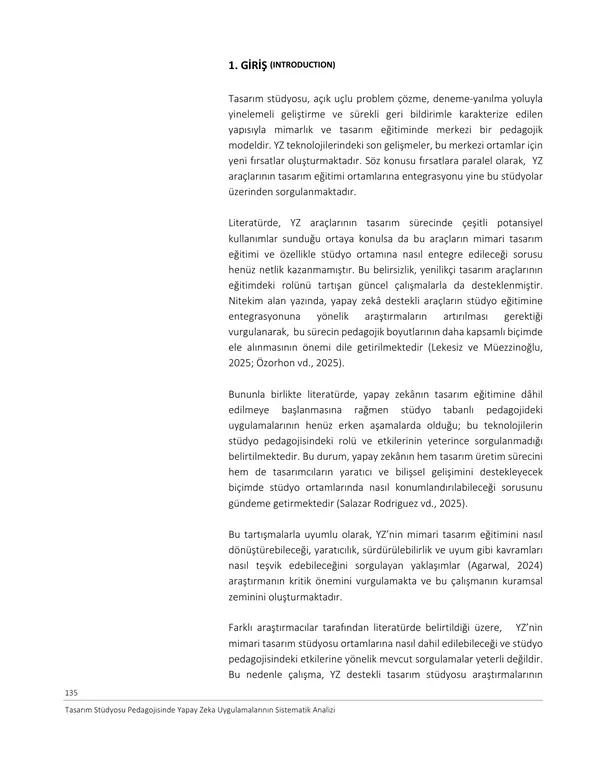 1. GİRİŞ (INTRODUCTION)
Tasarım stüdyosu, açık uçlu problem çözme, deneme-yanılma yoluyla
yinelemeli geliştirme ve sürekli geri bildirimle karakterize edilen
yapısıyla mimarlık ve tasarım eğitiminde merkezi bir pedagojik
modeldir. YZ teknolojilerindeki son gelişmeler, bu merkezi ortamlar için
yeni fırsatlar oluşturmaktadır. Söz konusu fırsatlara paralel olarak, YZ
araçlarının tasarım eğitimi ortamlarına entegrasyonu yine bu stüdyolar
üzerinden sorgulanmaktadır.
Literatürde, YZ araçlarının tasarım sürecinde çeşitli potansiyel
kullanımlar sunduğu ortaya konulsa da bu araçların mimari tasarım
eğitimi ve özellikle stüdyo ortamına nasıl entegre edileceği sorusu
henüz netlik kazanmamıştır. Bu belirsizlik, yenilikçi tasarım araçlarının
eğitimdeki rolünü tartışan güncel çalışmalarla da desteklenmiştir.
Nitekim alan yazında, yapay zekâ destekli araçların stüdyo eğitimine
entegrasyonuna yönelik araştırmaların artırılması gerektiği
vurgulanarak, bu sürecin pedagojik boyutlarının daha kapsamlı biçimde
ele alınmasının önemi dile getirilmektedir (Lekesiz ve Müezzinoğlu,
2025; Özorhon vd., 2025).
Bununla birlikte literatürde, yapay zekânın tasarım eğitimine dâhil
edilmeye başlanmasına rağmen stüdyo tabanlı pedagojideki
uygulamalarının henüz erken aşamalarda olduğu; bu teknolojilerin
stüdyo pedagojisindeki rolü ve etkilerinin yeterince sorgulanmadığı
belirtilmektedir. Bu durum, yapay zekânın hem tasarım üretim sürecini
hem de tasarımcıların yaratıcı ve bilişsel gelişimini destekleyecek
biçimde stüdyo ortamlarında nasıl konumlandırılabileceği sorusunu
gündeme getirmektedir (Salazar Rodriguez vd., 2025).
Bu tartışmalarla uyumlu olarak, YZ’nin mimari tasarım eğitimini nasıl
dönüştürebileceği, yaratıcılık, sürdürülebilirlik ve uyum gibi kavramları
nasıl teşvik edebileceğini sorgulayan yaklaşımlar (Agarwal, 2024)
araştırmanın kritik önemini vurgulamakta ve bu çalışmanın kuramsal
zeminini oluşturmaktadır.
Farklı araştırmacılar tarafından literatürde belirtildiği üzere, YZ’nin
mimari tasarım stüdyosu ortamlarına nasıl dahil edilebileceği ve stüdyo
pedagojisindeki etkilerine yönelik mevcut sorgulamalar yeterli değildir.
Bu nedenle çalışma, YZ destekli tasarım stüdyosu araştırmalarının
135
Tasarım Stüdyosu Pedagojisinde Yapay Zeka Uygulamalarının Sistematik Analizi